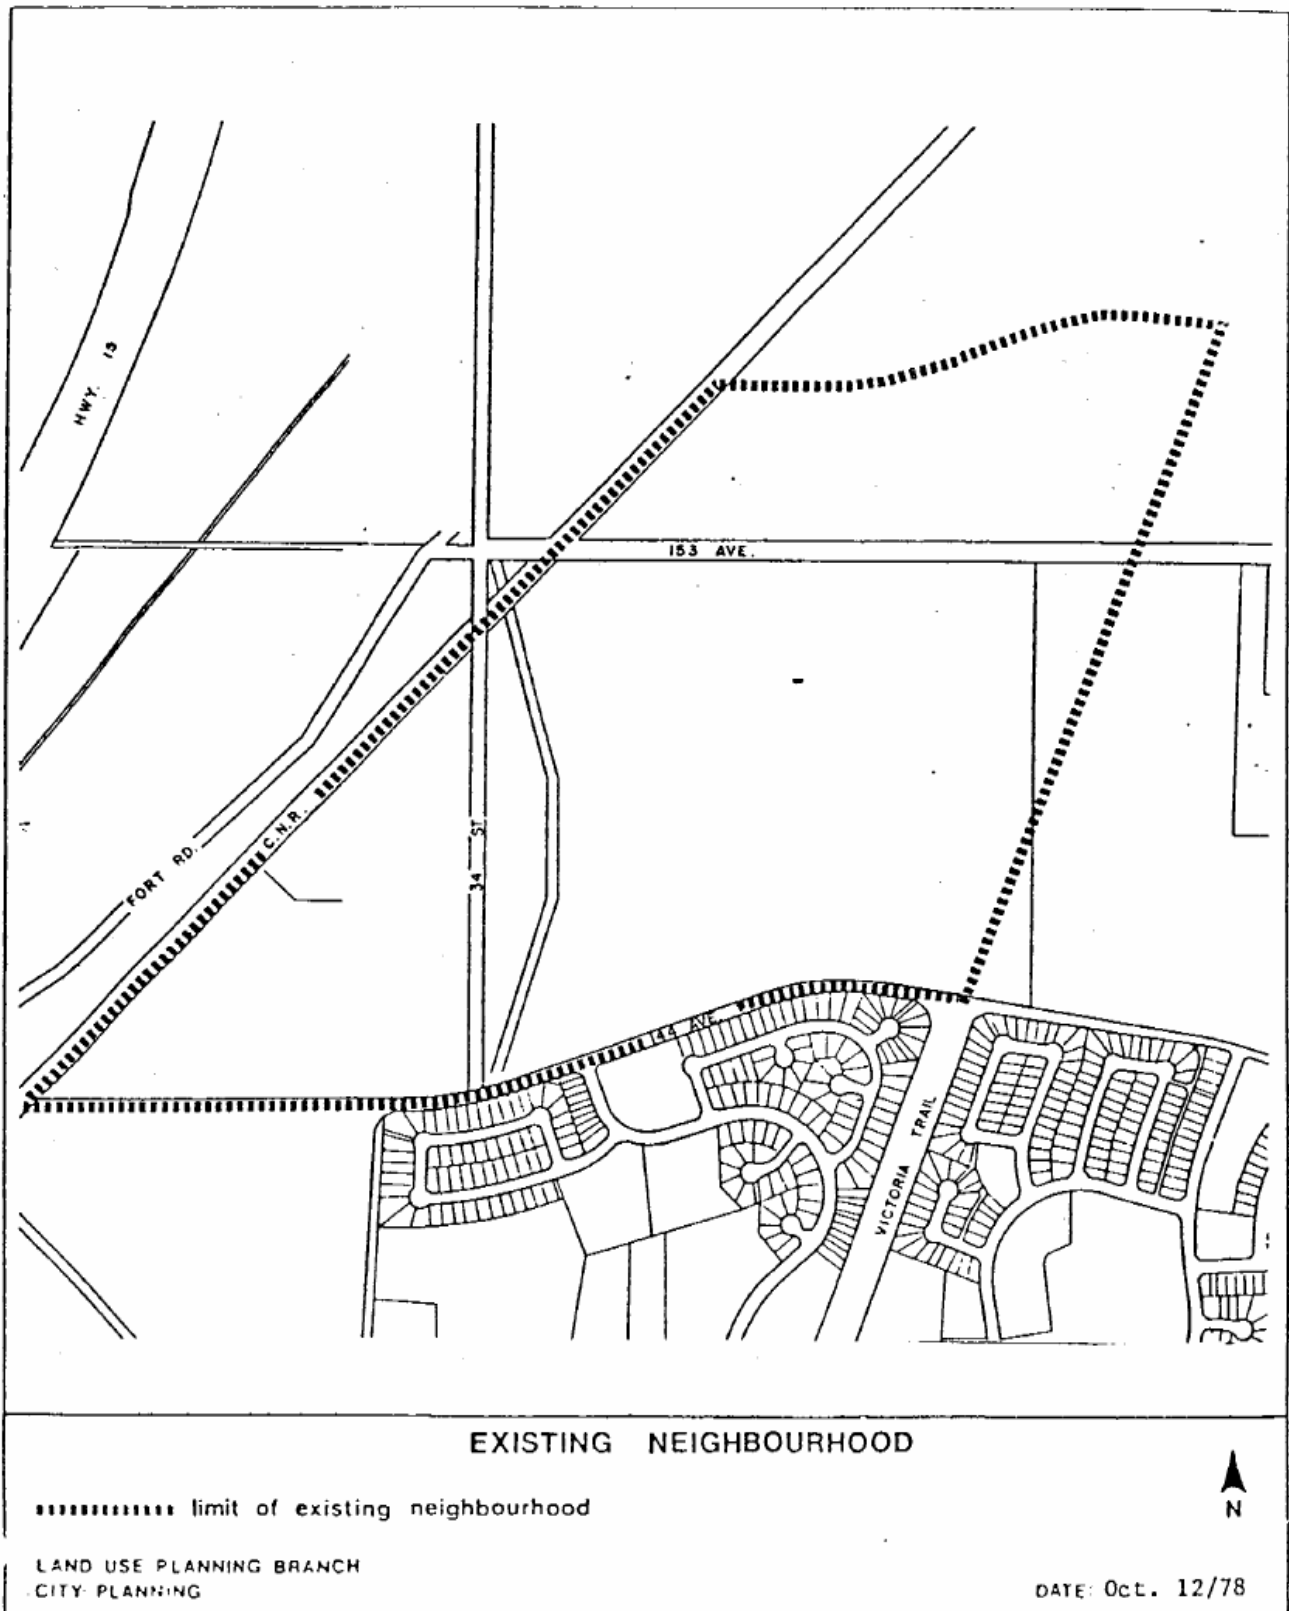 HWY. 15
153 AVE.
C.N.R.
34 ST
FORT RD.
144 AVE.
VICTORIA TRAIL
EXISTING NEIGHBOURHOOD
limit of existing neighbourhood
N
LAND USE PLANNING BRANCH
CITY PLANNING
DATE: Oct. 12/78